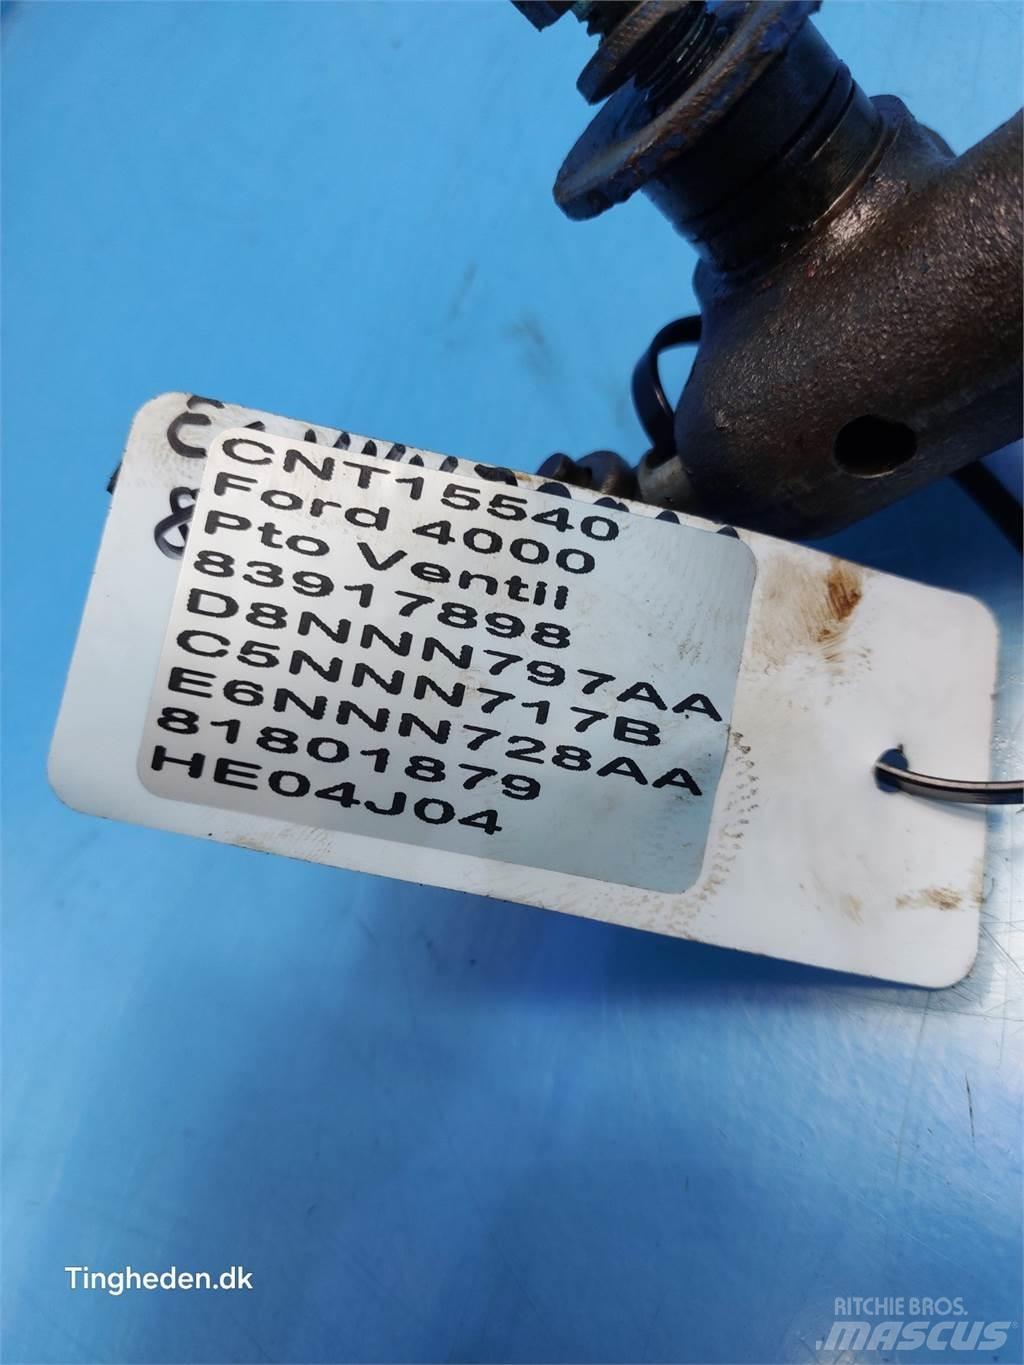 CNT15540
Ford 4000
Pto Ventil
83917898
D8NNN797AA
C5NNN717B
E6NNN728AA
81801879
HE04J04
Tingheden.dk
RITCHIE BROS.
MASCUS